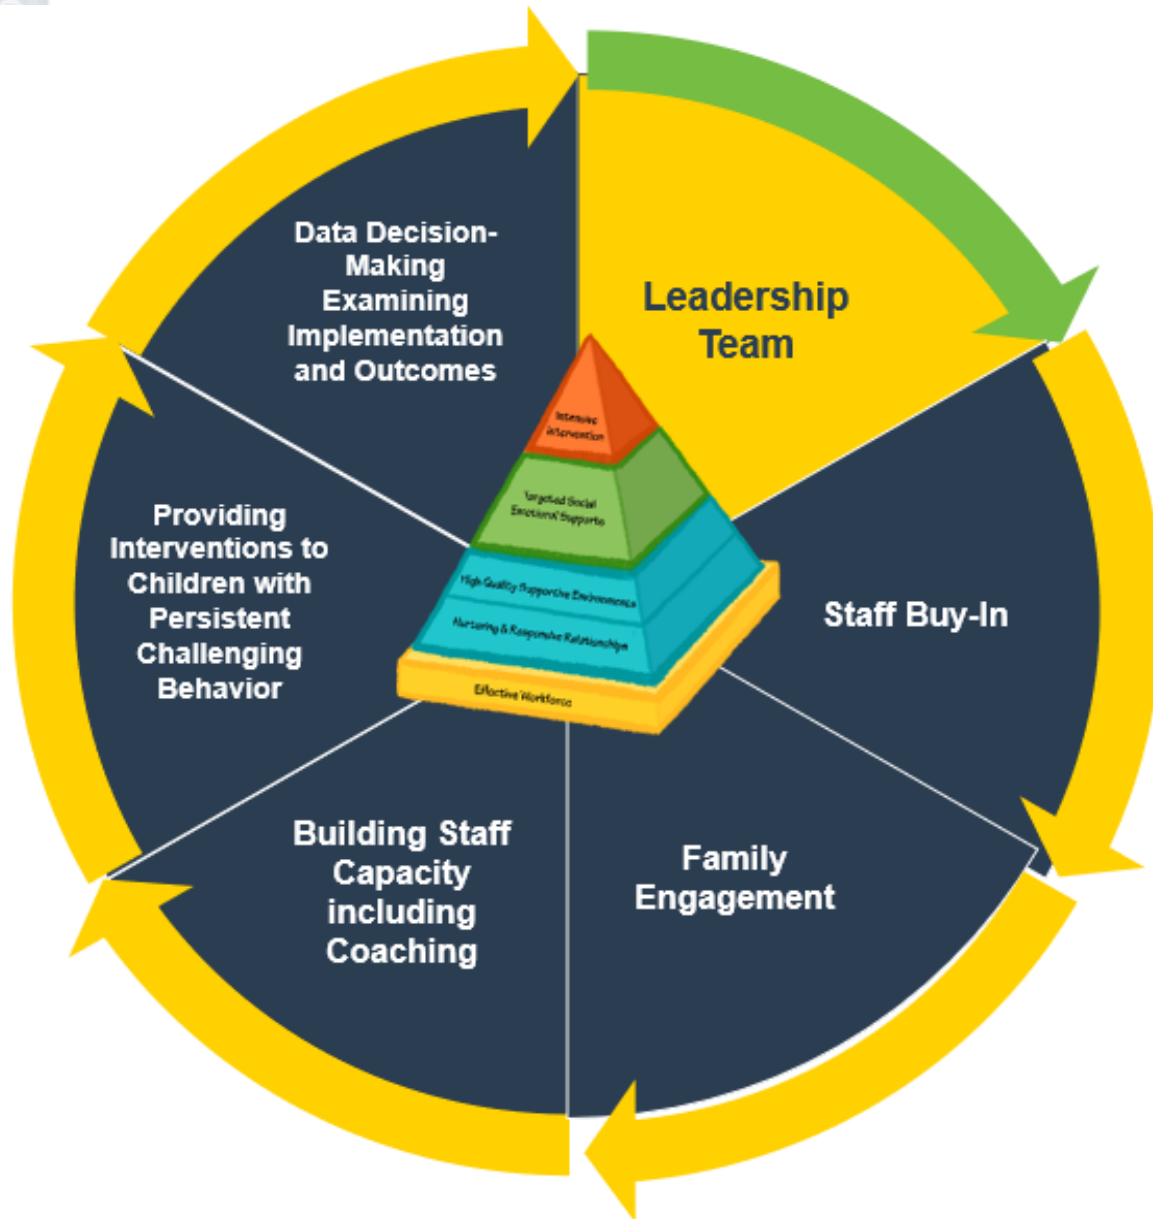 Leadership
Team
Staff Buy-In
Family
Engagement
Building Staff
Capacity
including
Coaching
Providing
Interventions to
Children with
Persistent
Challenging
Behavior
Data Decision-
Making
Examining
Implementation
and Outcomes
Intensive
Intervention
Targeted Social
Emotional Supports
High Quality Supportive Environments
Nurturing & Responsive Relationships
Effective Workforce